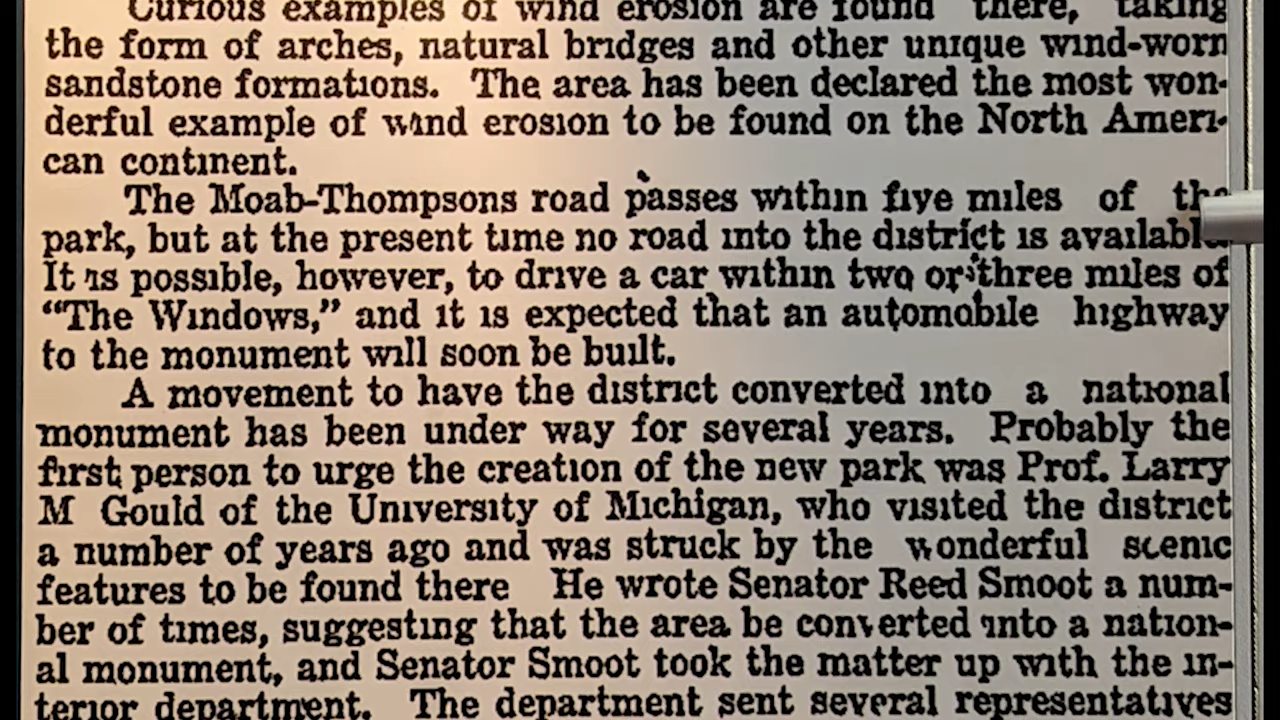 Curious examples of wind erosion are found there, taking
the form of arches, natural bridges and other unique wind-worn
sandstone formations. The area has been declared the most won-
derful example of wind erosion to be found on the North Ameri-
can continent.
The Moab-Thompsons road passes within five miles of the
park, but at the present time no road into the district is available.
It is possible, however, to drive a car within two or three miles of
"The Windows," and it is expected that an automobile highway
to the monument will soon be built.
A movement to have the district converted into a national
monument has been under way for several years. Probably the
first person to urge the creation of the new park was Prof. Larry
M Gould of the University of Michigan, who visited the district
a number of years ago and was struck by the wonderful scenic
features to be found there He wrote Senator Reed Smoot a num-
ber of times, suggesting that the area be converted into a nation-
al monument, and Senator Smoot took the matter up with the in-
terior department. The department sent several representatives